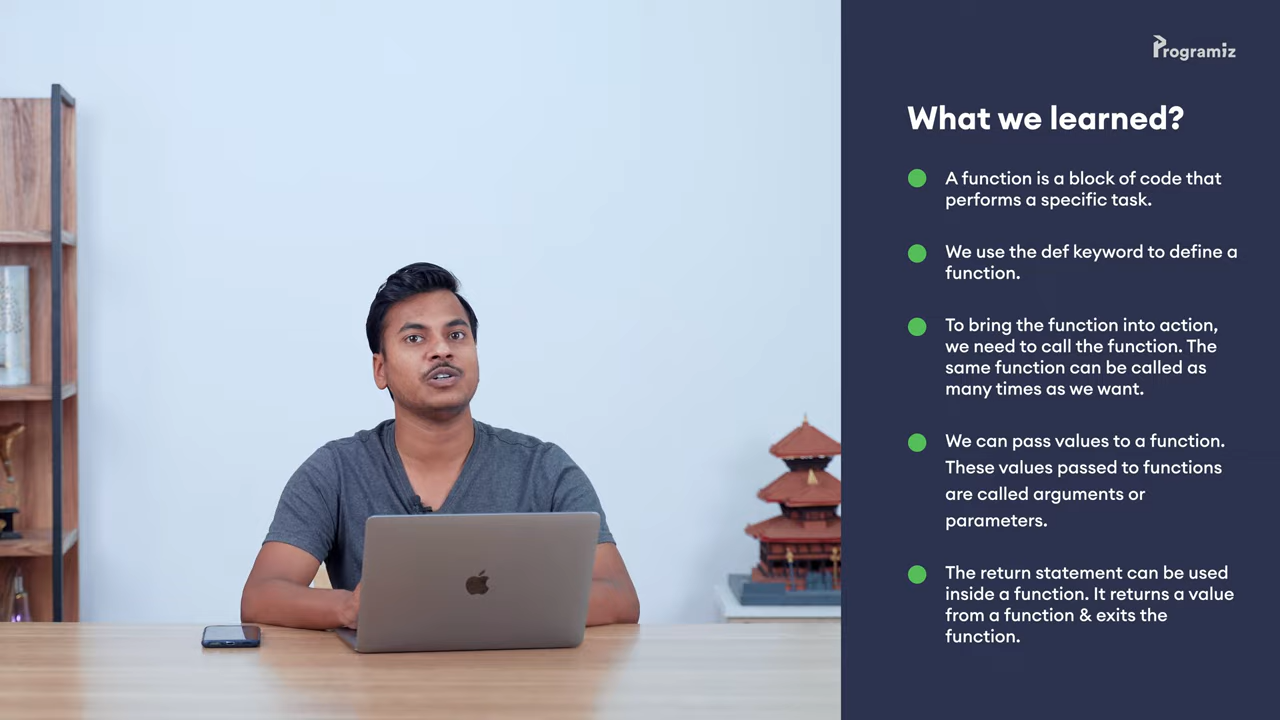 Programiz
What we learned?
A function is a block of code that
performs a specific task.
We use the def keyword to define a
function.
To bring the function into action,
we need to call the function. The
same function can be called as
many times as we want.
We can pass values to a function.
These values passed to functions
are called arguments or
parameters.
The return statement can be used
inside a function. It returns a value
from a function & exits the
function.